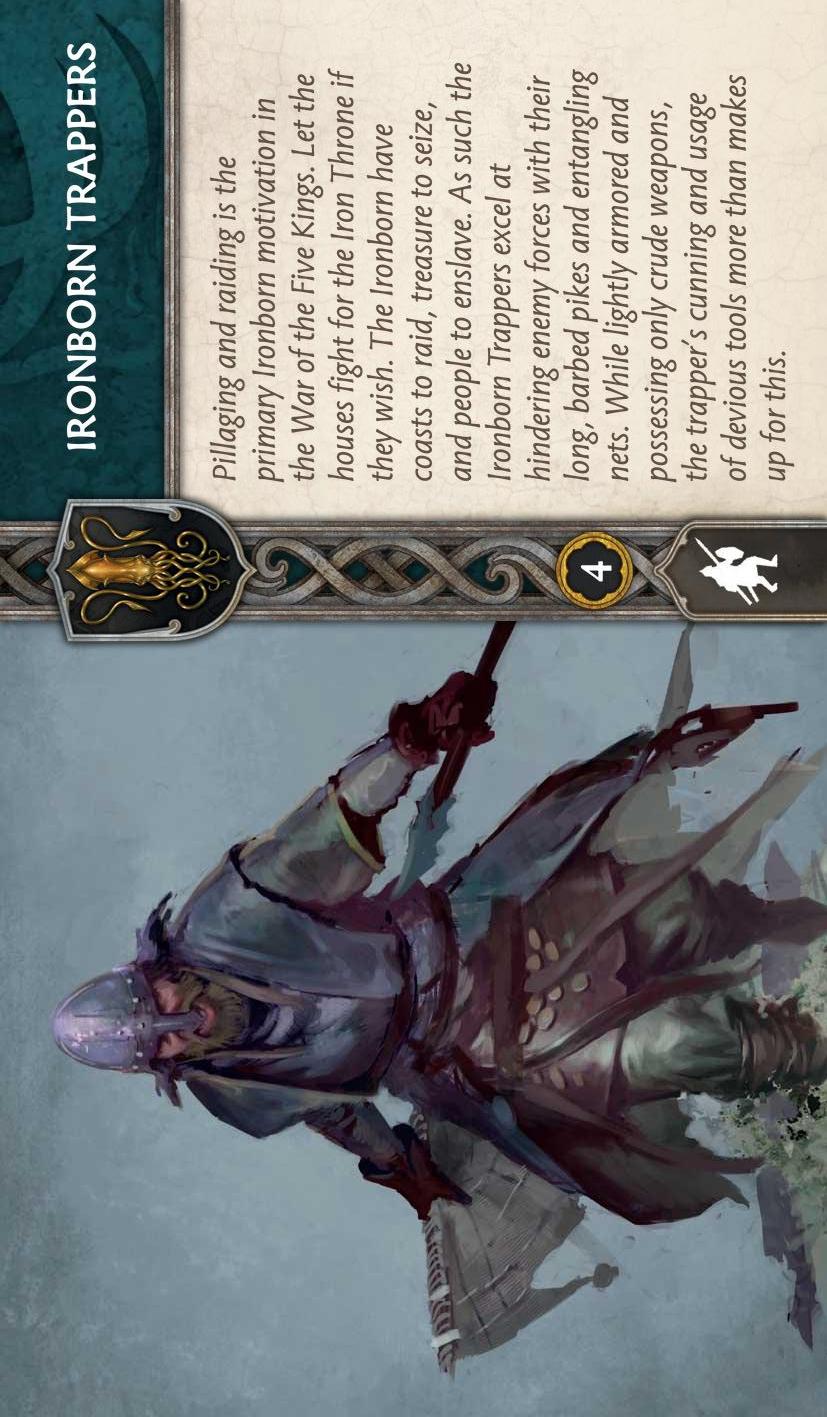 IRONBORN TRAPPERS
Pillaging and raiding is the
primary Ironborn motivation in
the War of the Five Kings. Let the
houses fight for the Iron Throne if
they wish. The Ironborn have
coasts to raid, treasure to seize,
and people to enslave. As such the
Ironborn Trappers excel at
hindering enemy forces with their
long, barbed pikes and entangling
nets. While lightly armored and
possessing only crude weapons,
the trapper's cunning and usage
of devious tools more than makes
up for this.
4